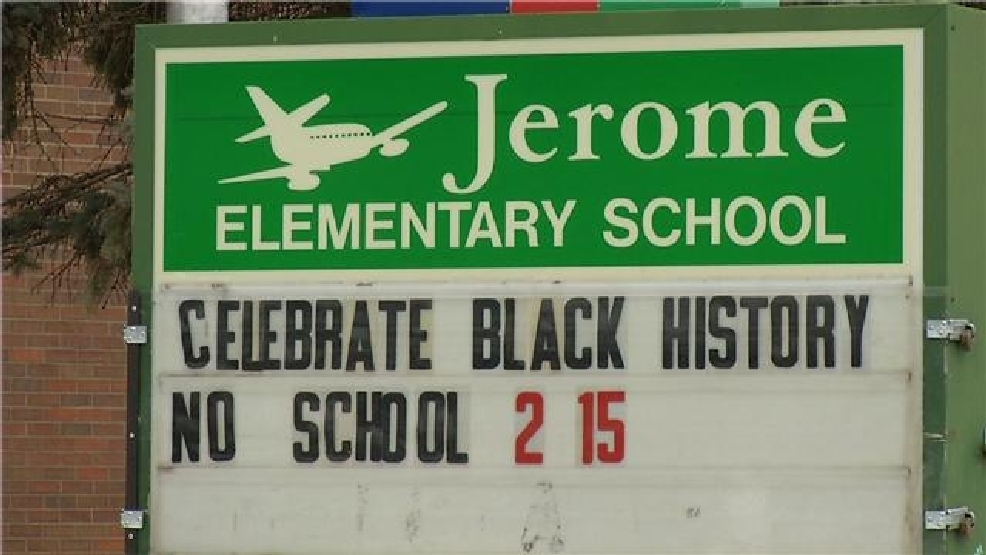 Jerome
ELEMENTARY SCHOOL
CELEBRATE BLACK HISTORY
NO SCHOOL 2 15